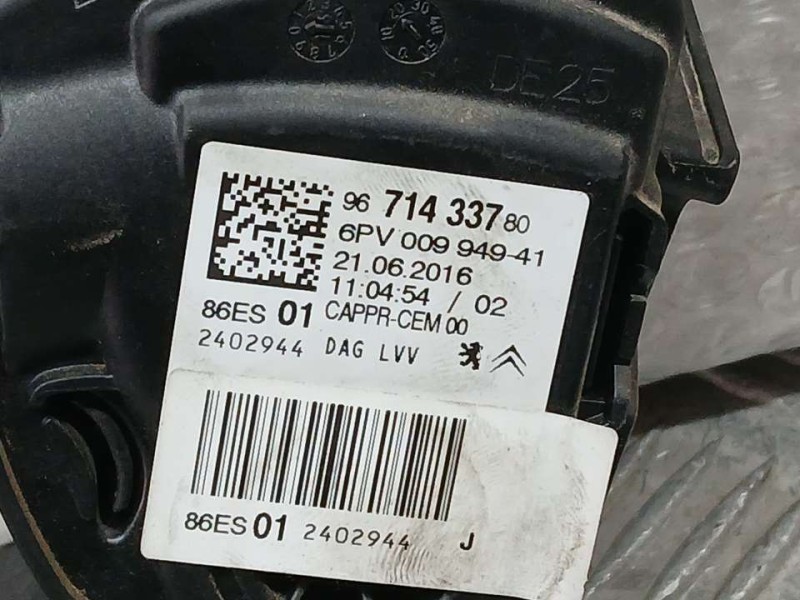 DE25
96 714 337 80
6PV 009 949-41
21.06.2016
11:04:54 / 02
86ES 01 CAPPR-CEM 00
2402944 DAG LVV
86ES 01 2402944 J